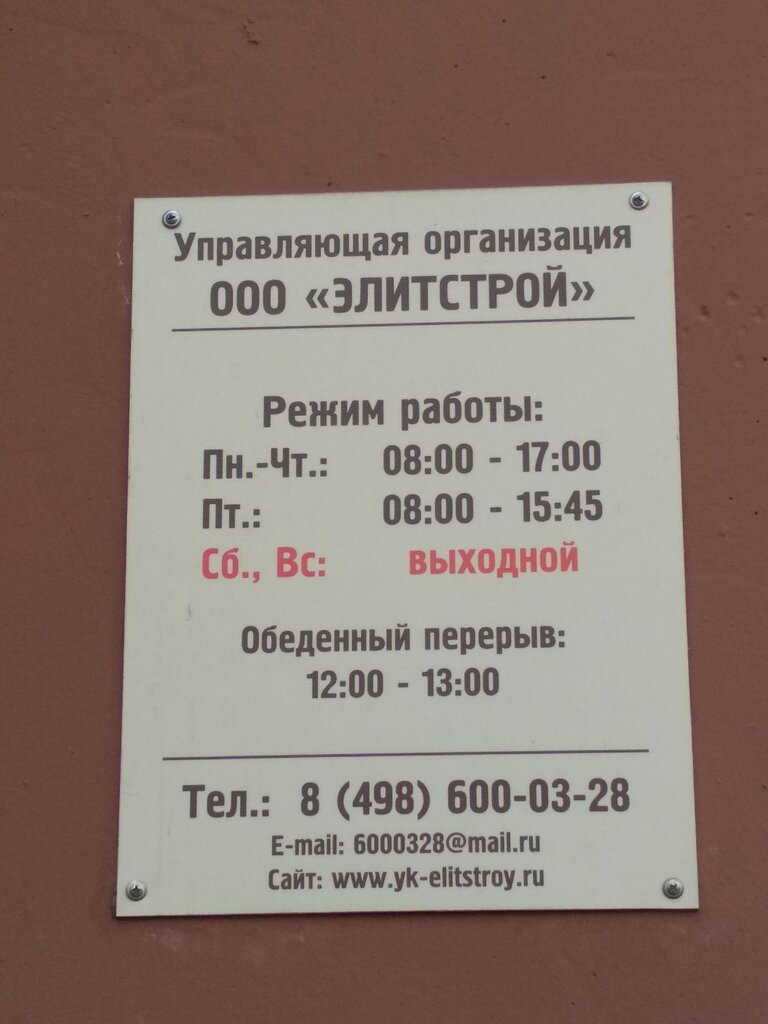 Управляющая организация
ООО «ЭЛИТСТРОЙ»
Режим работы:
Пн.-Чт.: 08:00 - 17:00
Пт.: 08:00 - 15:45
Сб., Вс: выходной
Обеденный перерыв:
12:00 - 13:00
Тел.: 8 (498) 600-03-28
E-mail: 6000328@mail.ru
Сайт: www.yk-elitstroy.ru